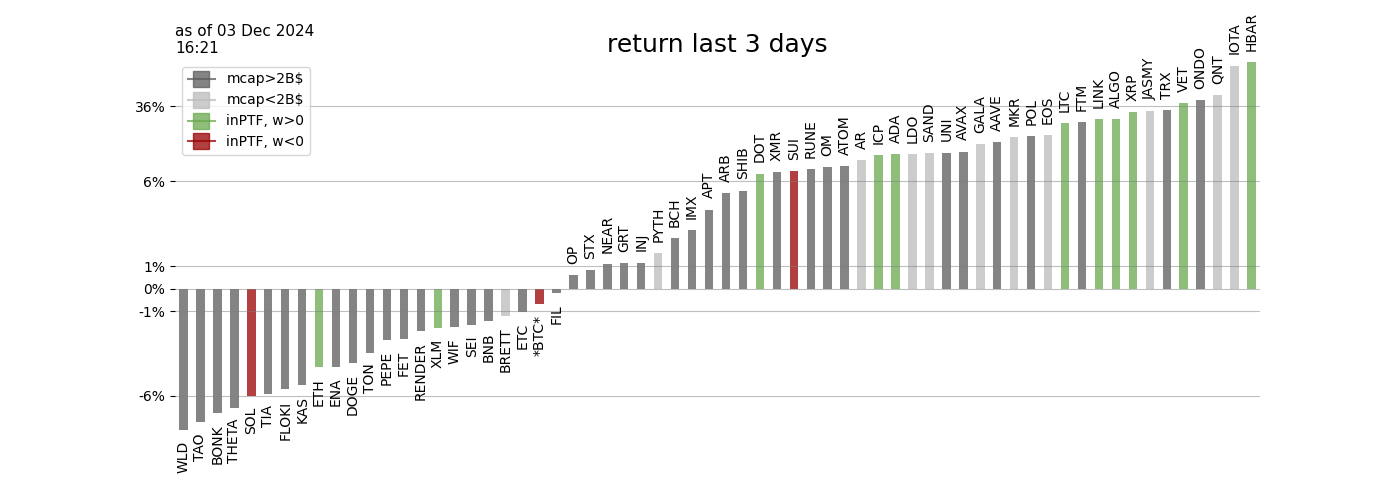 as of 03 Dec 2024
16:21
return last 3 days
mcap>2B$
mcap<2B$
inPTF, w>0
inPTF, w<0
36%
6%
1%
0%
-1%
-6%
WLD
TAO
BONK
THETA
SOL
TIA
FLOKI
KAS
ETH
ENA
DOGE
TON
PEPE
FET
RENDER
XLM
WIF
SEI
BNB
BRETT
ETC
*BTC*
FIL
OP
STX
NEAR
GRT
INJ
PYTH
BCH
IMX
APT
ARB
SHIB
DOT
XMR
SUI
RUNE
OM
ATOM
AR
ICP
ADA
LDO
SAND
UNI
AVAX
GALA
AAVE
MKR
POL
EOS
LTC
FTM
LINK
ALGO
XRP
JASMY
TRX
VET
ONDO
QNT
IOTA
HBAR